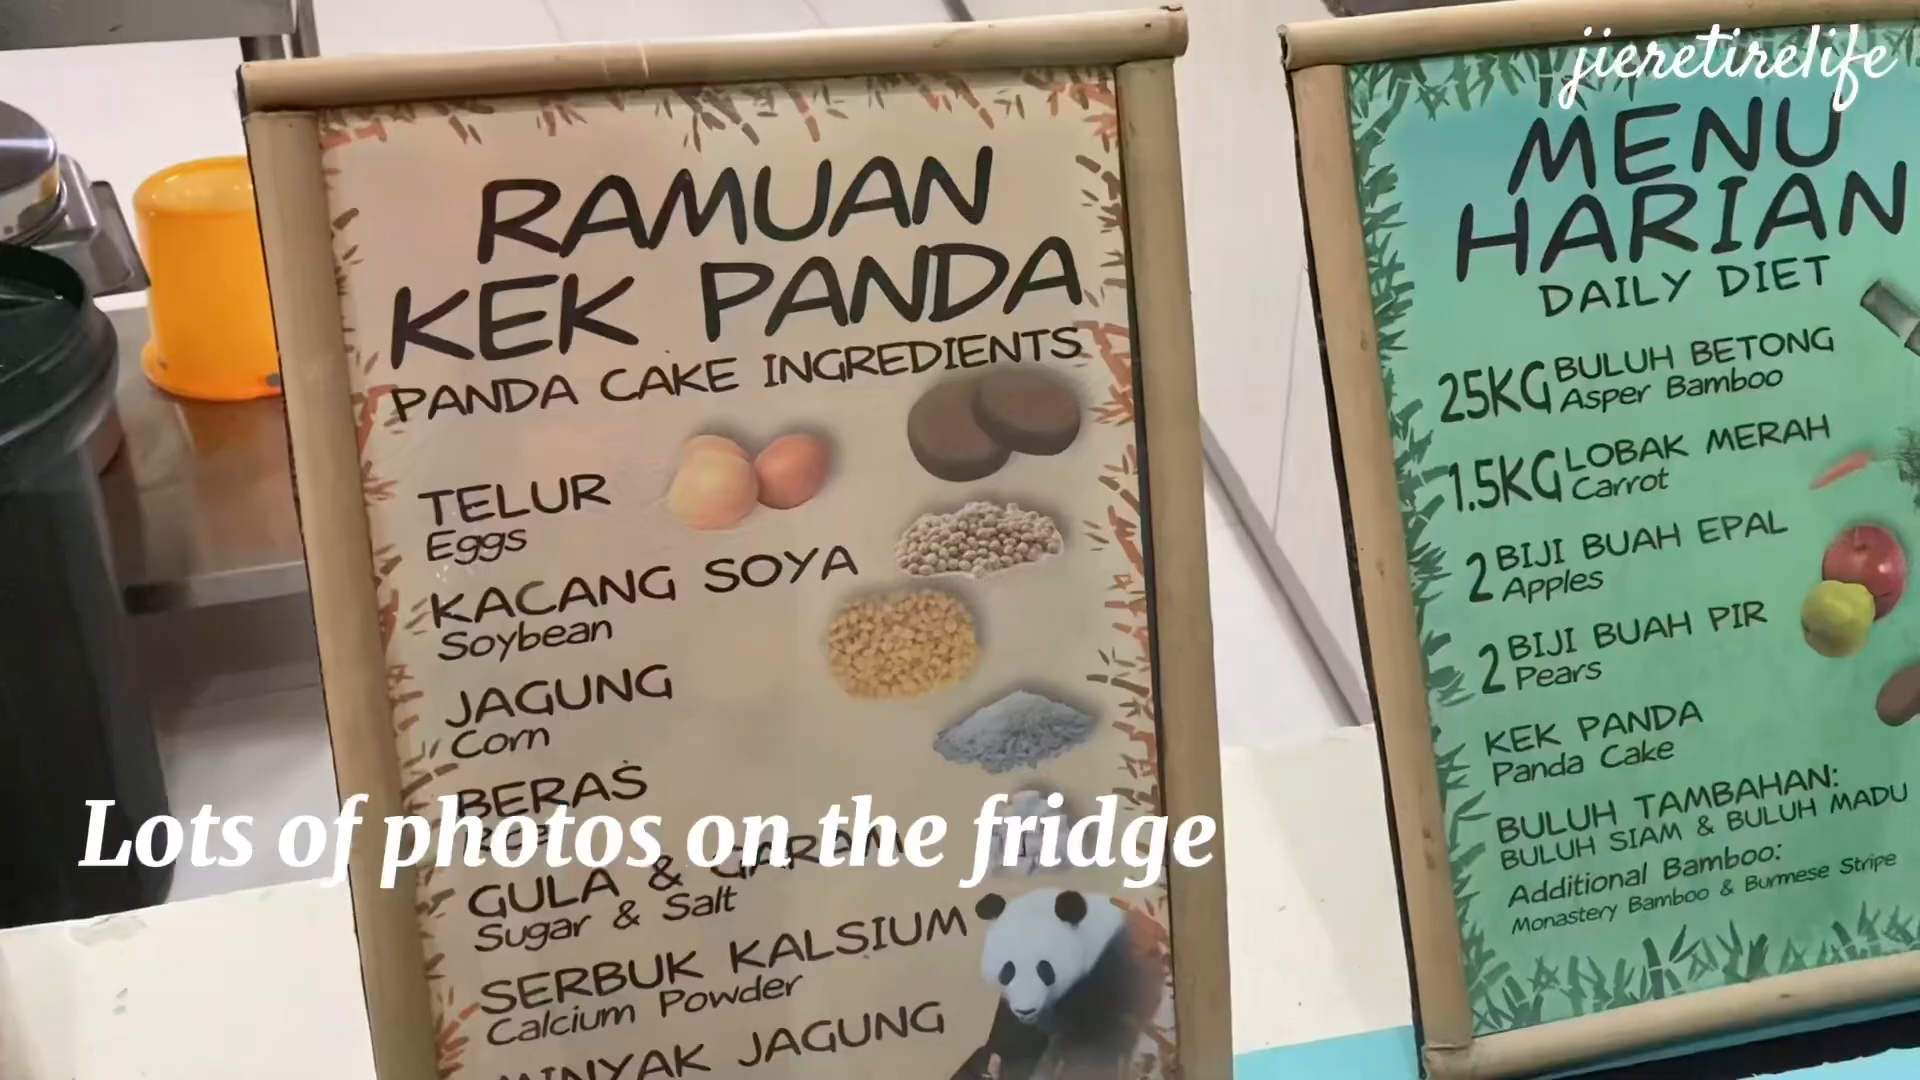 jieretirelife
RAMUAN
KEK PANDA
PANDA CAKE INGREDIENTS
TELUR
Eggs
KACANG SOYA
Soybean
JAGUNG
Corn
BERAS
Lots of photos on the fridge
GULA & GARAM
Sugar & Salt
SERBUK KALSIUM
Calcium Powder
MINYAK JAGUNG
MENU
HARIAN
DAILY DIET
25KG BULUH BETONG
Asper Bamboo
1.5KG LOBAK MERAH
Carrot
2 BIJI BUAH EPAL
Apples
2 BIJI BUAH PIR
Pears
KEK PANDA
Panda Cake
BULUH TAMBAHAN:
BULUH SIAM & BULUH MADU
Additional Bamboo:
Monastery Bamboo & Burmese Stripe